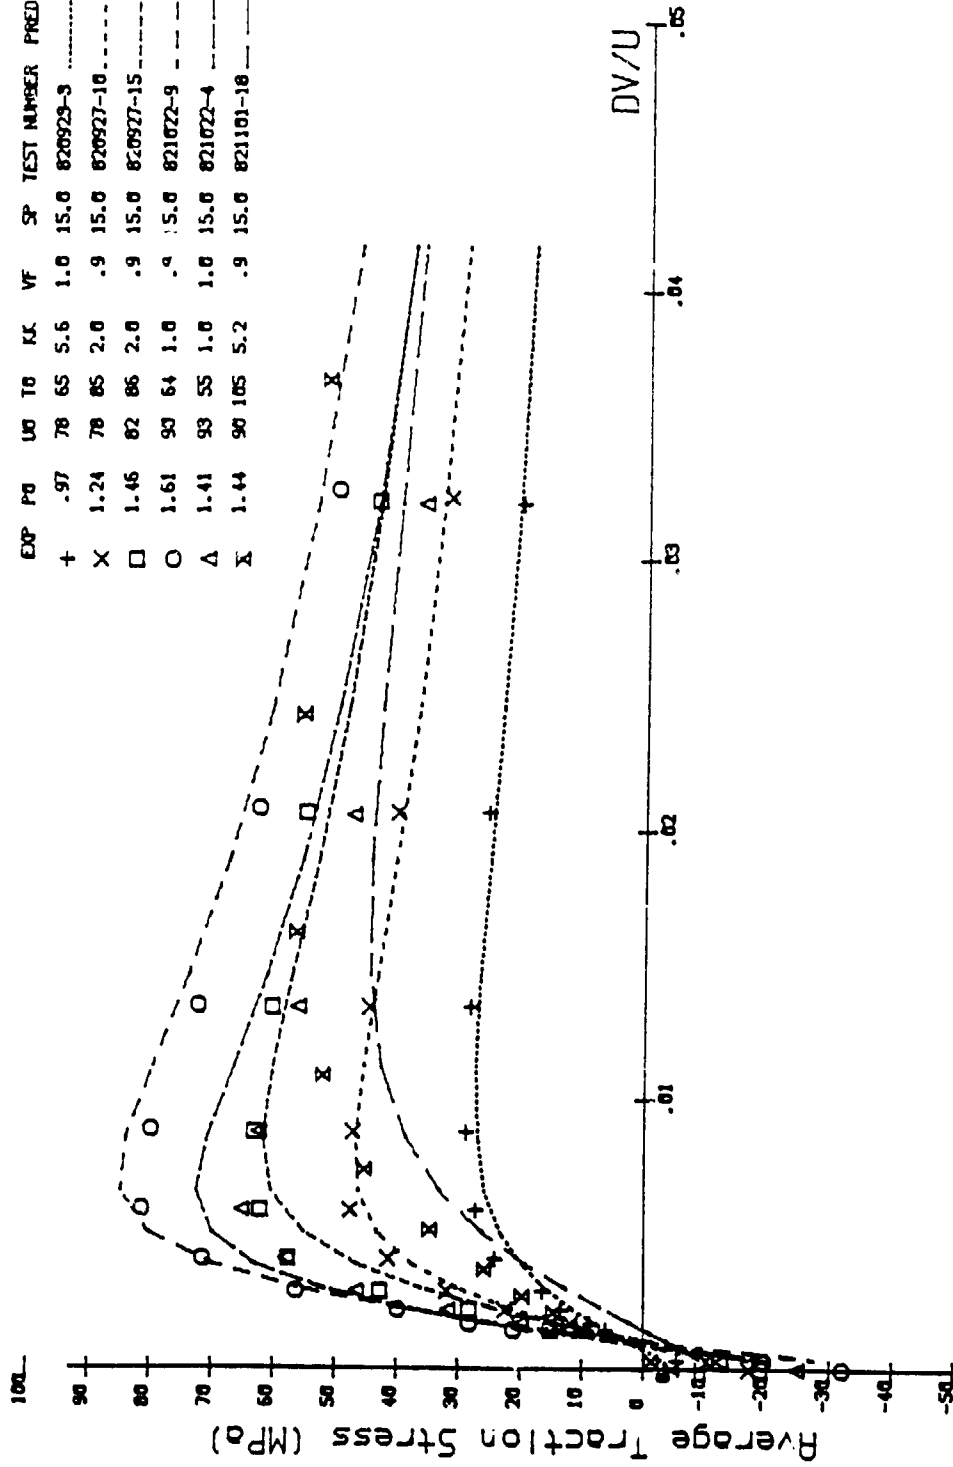 EXP PO UO TO KK VF SP TEST NUMBER PRED
+ .97 78 65 5.6 1.0 15.0 820929-3
X 1.24 78 85 2.0 .9 15.0 820927-10
□ 1.46 82 86 2.0 .9 15.0 820927-15
O 1.61 90 64 1.0 .9 15.0 821022-9
Δ 1.41 93 55 1.0 1.0 15.0 821022-4
1.44 90 105 5.2 .9 15.0 821101-18
100
90
80
70
60
50
40
30
20
10
0
-10
-20
-30
-40
-50
Average Traction Stress (MPa)
.01
.02
.03
.04
.05
DV/U